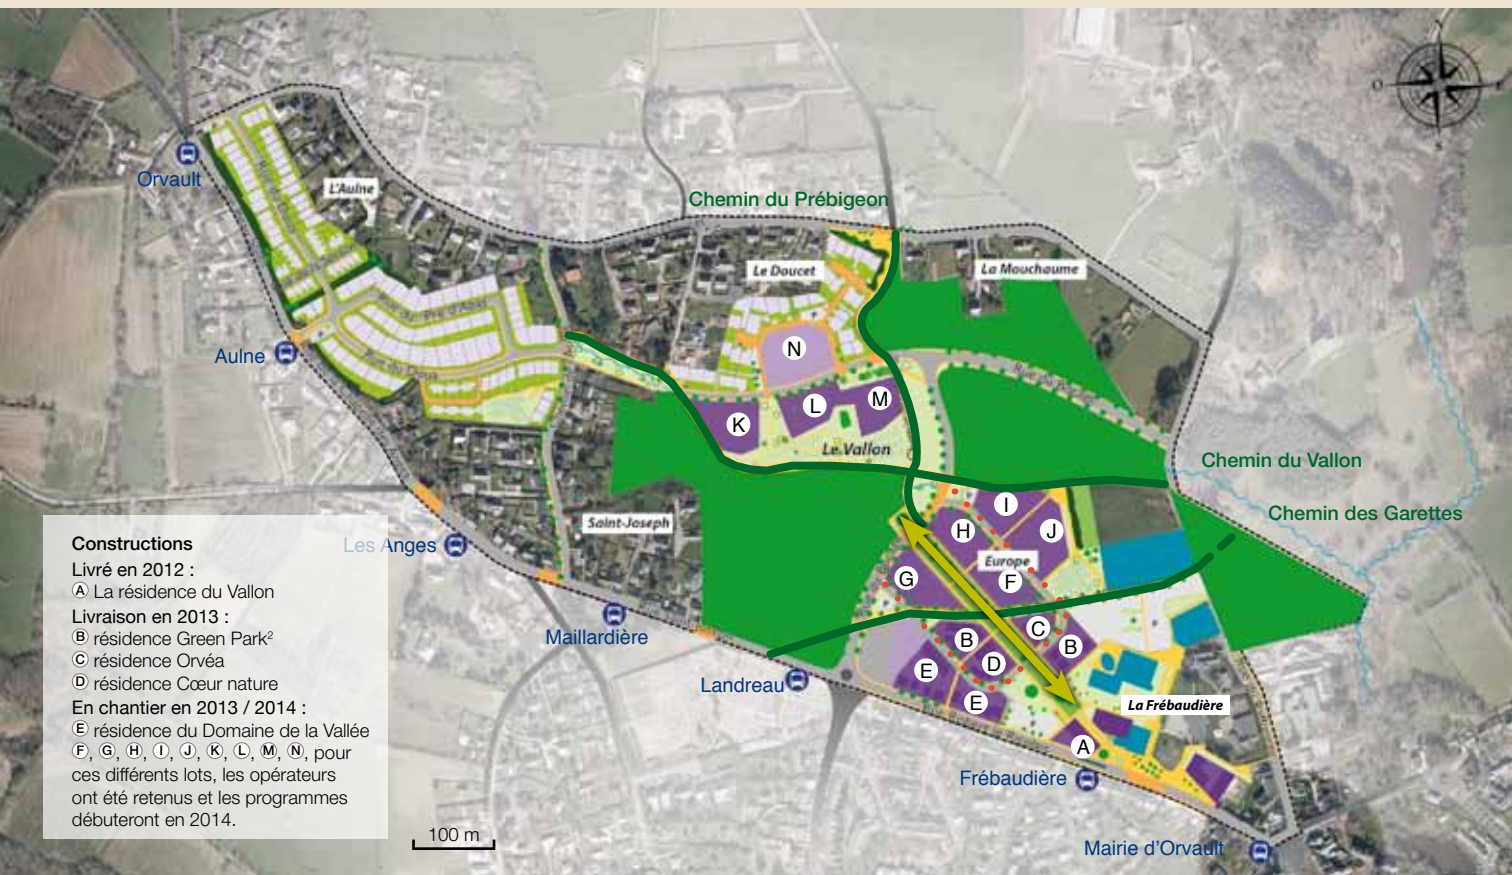 Orvault
L'Aulne
Chemin du Prébigeon
Le Doucet
La Mouchaume
Aulne
N
K
L
M
Le Vallon
Chemin du Vallon
Chemin des Garettes
Saint-Joseph
Les Anges
Maillardière
Landreau
I
H
J
Europe
G
F
C
B
B
D
E
E
La Frébaudière
A
Frébaudière
Mairie d'Orvault
O
S
Constructions
Livré en 2012 :
A La résidence du Vallon
Livraison en 2013 :
B résidence Green Park²
C résidence Orvéa
D résidence Cœur nature
En chantier en 2013 / 2014 :
E résidence du Domaine de la Vallée
F, G, H, I, J, K, L, M, N, pour
ces différents lots, les opérateurs
ont été retenus et les programmes
débuteront en 2014.
100 m